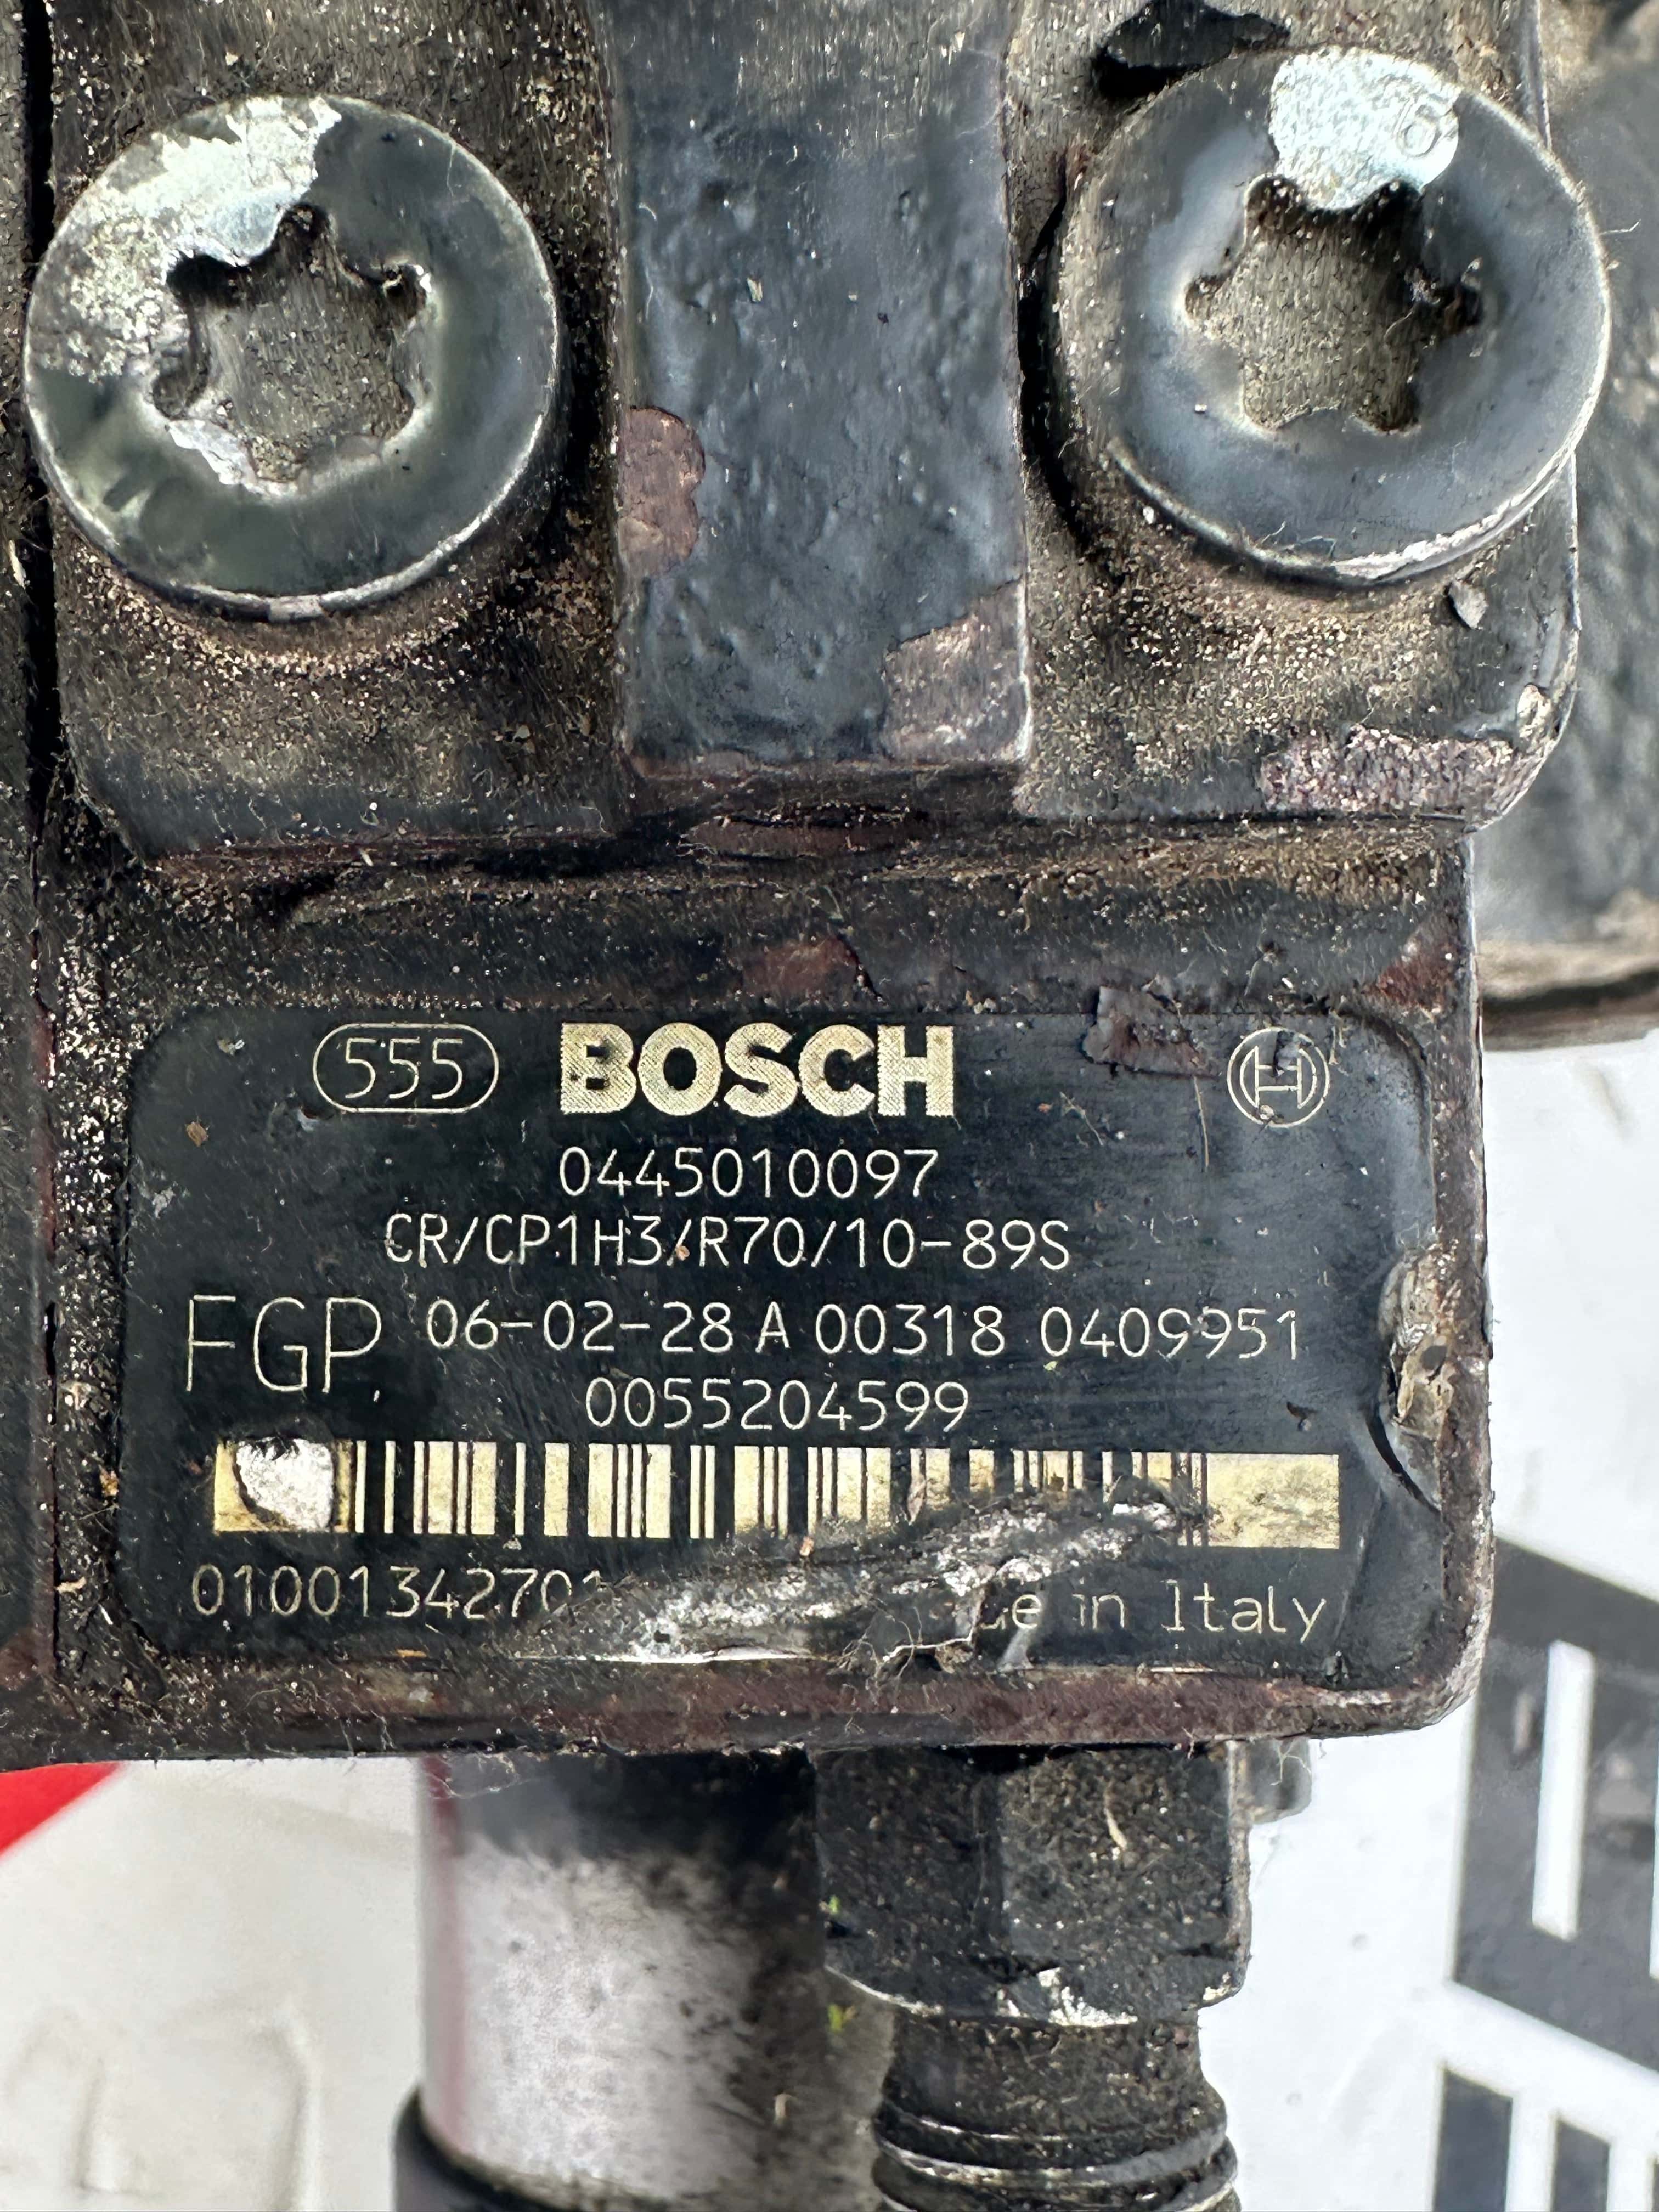 555 BOSCH
0445010097
CR/CP1H3/R70/10-89S
FGP 06-02-28 A 00318 0409951
0055204599
in Italy